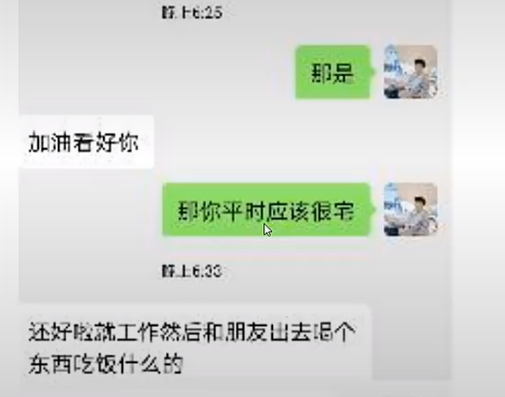 晚上6:25
那是
加油看好你
那你平时应该很宅
晚上6:33
还好啦就工作然后和朋友出去喝个
东西吃饭什么的